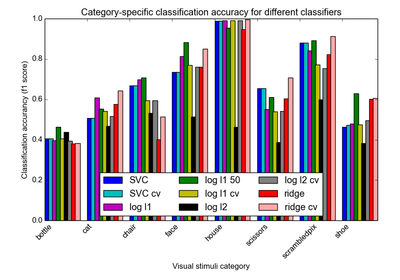 Category-specific classification accuracy for different classifiers
Classification accurancy (f1 score)
1.0
0.8
0.6
0.4
0.2
0.0
SVC
SVC cv
log l1
log l1 50
log l1 cv
log l2
log l2 cv
ridge
ridge cv
bottle
cat
chair
face
house
scissors
scrambledpix
shoe
Visual stimuli category